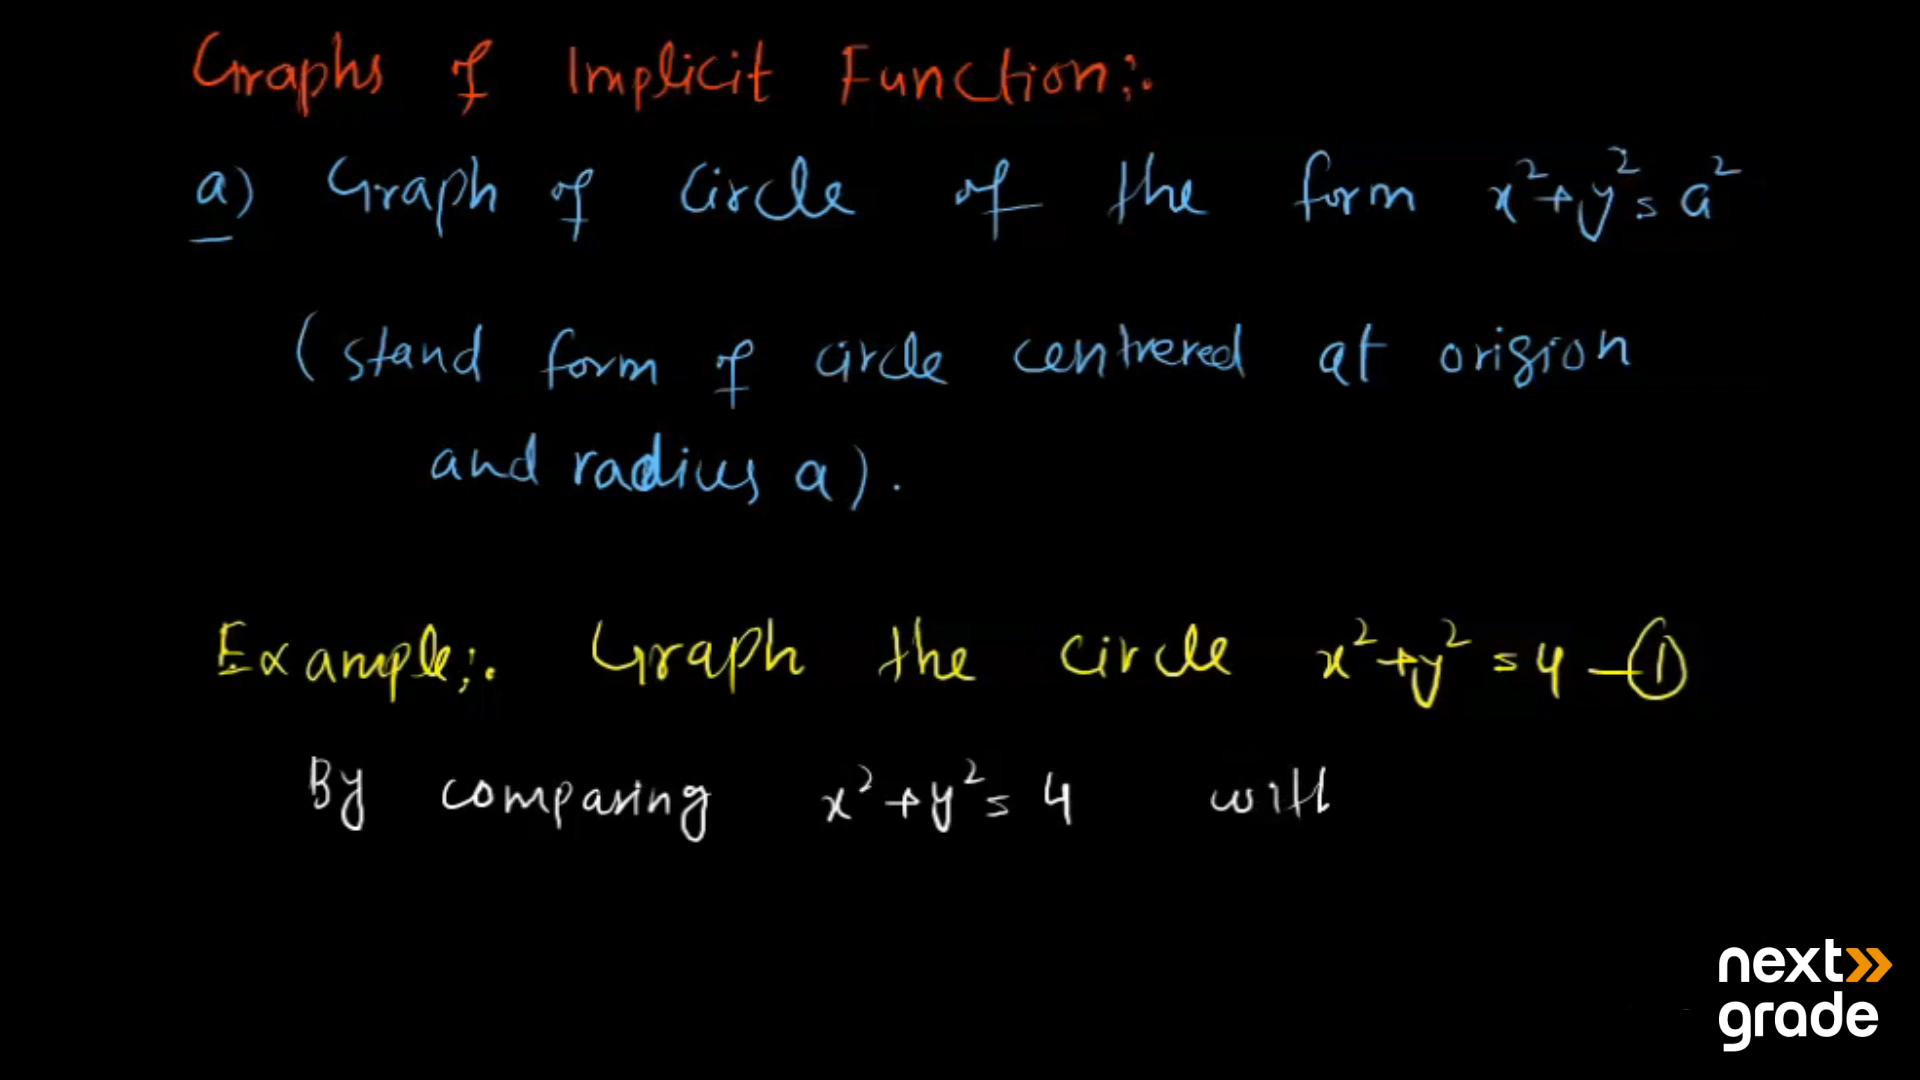 Graphs of Implicit Function:.
a) Graph of Circle of the form x²+y²=a²
(stand form of circle centrered at origion
and radius a).
Example:. Graph the circle x²+y²=4 — ①
By comparing x²+y²=4 with
next
grade